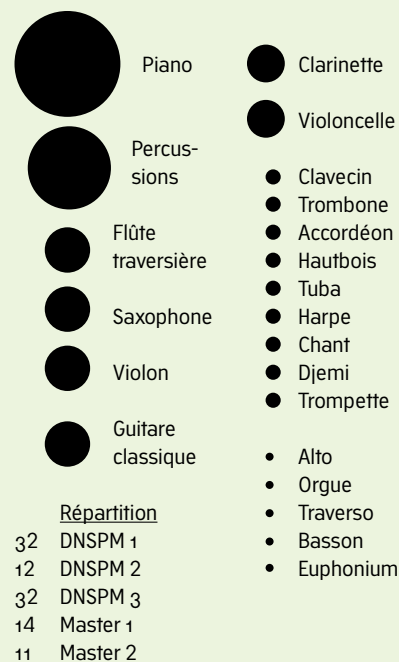 Piano
Percus-
sions
Flûte
traversière
Saxophone
Violon
Guitare
classique
Répartition
32 DNSPM 1
12 DNSPM 2
32 DNSPM 3
14 Master 1
11 Master 2
Clarinette
Violoncelle
Clavecin
Trombone
Accordéon
Hautbois
Tuba
Harpe
Chant
Djemi
Trompette
Alto
Orgue
Traverso
Basson
Euphonium